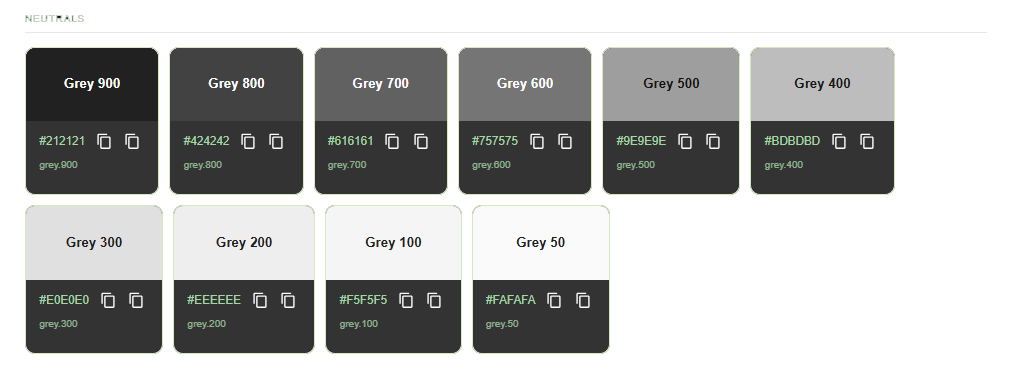 NEUTRALS
Grey 900
Grey 800
Grey 700
Grey 600
Grey 500
Grey 400
#212121
#424242
#616161
#757575
#9E9E9E
#BDBDBD
grey.900
grey.800
grey.700
grey.600
grey.500
grey.400
Grey 300
Grey 200
Grey 100
Grey 50
#E0E0E0
#EEEEEE
#F5F5F5
#FAFAFA
grey.300
grey.200
grey.100
grey.50